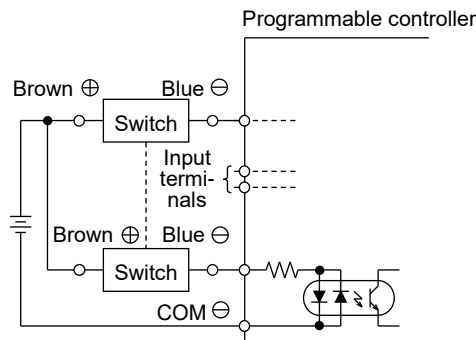 Programmable controller
Brown ⊕
Blue ⊖
Switch
Input
termi-
nals
Brown ⊕
Blue ⊖
Switch
COM ⊖